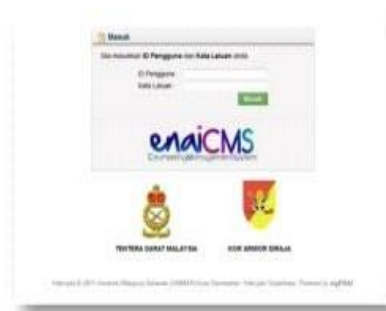 Masuk
Sila masukkan ID Pengguna dan Kata Laluan anda.
ID Pengguna
Kata Laluan
Masuk
enaiCMS
CounselingManagementSystem
TENTERA DARAT MALAYSIA
KOR ARMOR DIRAJA